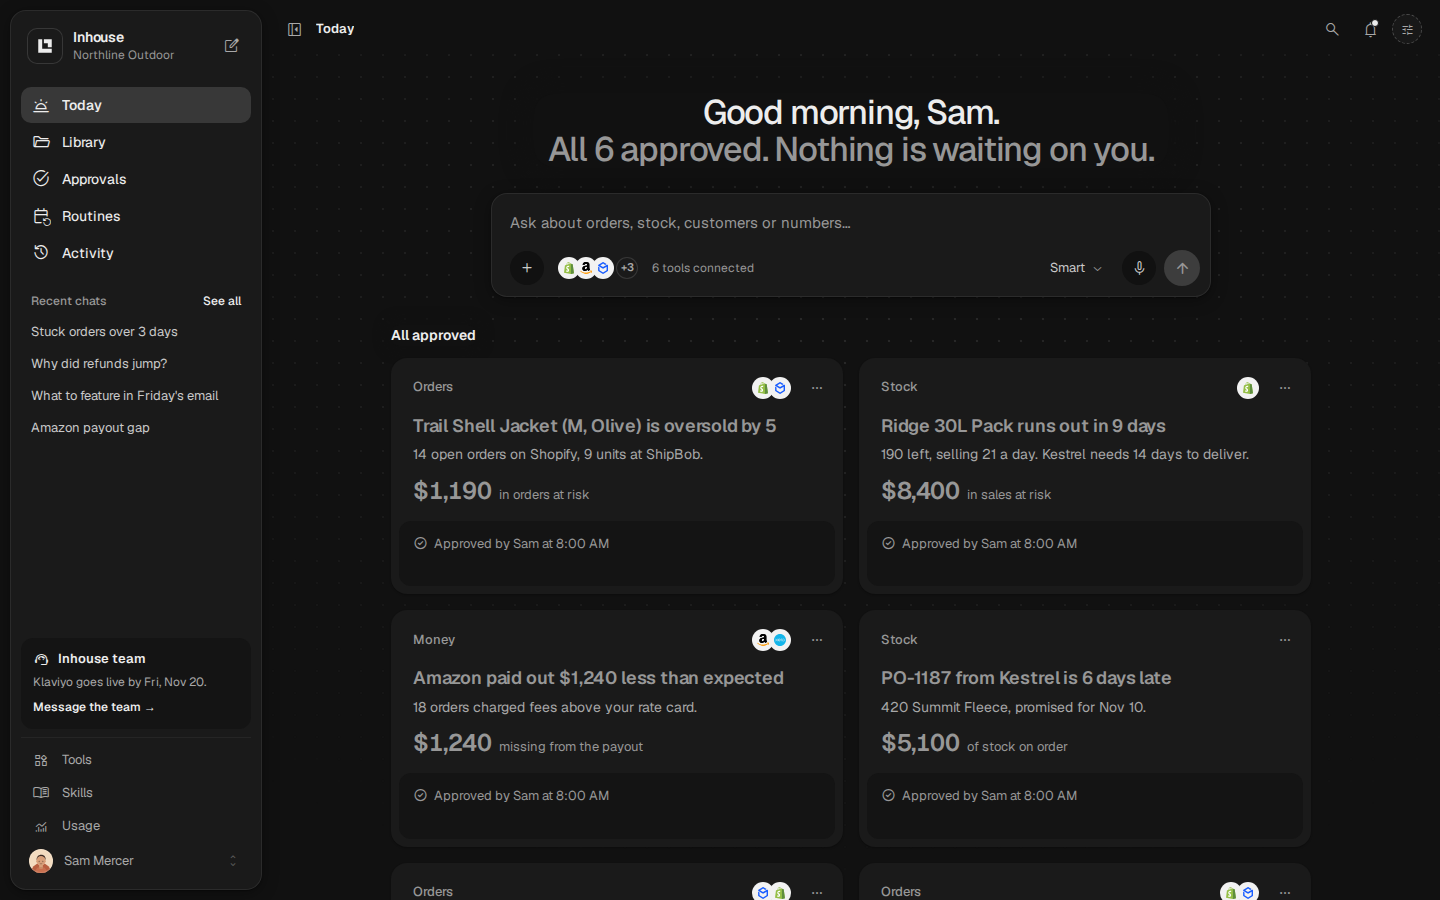 Inhouse
Northline Outdoor
Today
Library
Approvals
Routines
Activity
Recent chats
See all
Stuck orders over 3 days
Why did refunds jump?
What to feature in Friday's email
Amazon payout gap
Inhouse team
Klaviyo goes live by Fri, Nov 20.
Message the team →
Tools
Skills
Usage
Sam Mercer
Today
Good morning, Sam.
All 6 approved. Nothing is waiting on you.
Ask about orders, stock, customers or numbers...
+3
6 tools connected
Smart
All approved
Orders
Trail Shell Jacket (M, Olive) is oversold by 5
14 open orders on Shopify, 9 units at ShipBob.
$1,190 in orders at risk
Approved by Sam at 8:00 AM
Stock
Ridge 30L Pack runs out in 9 days
190 left, selling 21 a day. Kestrel needs 14 days to deliver.
$8,400 in sales at risk
Approved by Sam at 8:00 AM
Money
Amazon paid out $1,240 less than expected
18 orders charged fees above your rate card.
$1,240 missing from the payout
Approved by Sam at 8:00 AM
Stock
PO-1187 from Kestrel is 6 days late
420 Summit Fleece, promised for Nov 10.
$5,100 of stock on order
Approved by Sam at 8:00 AM
Orders
Orders